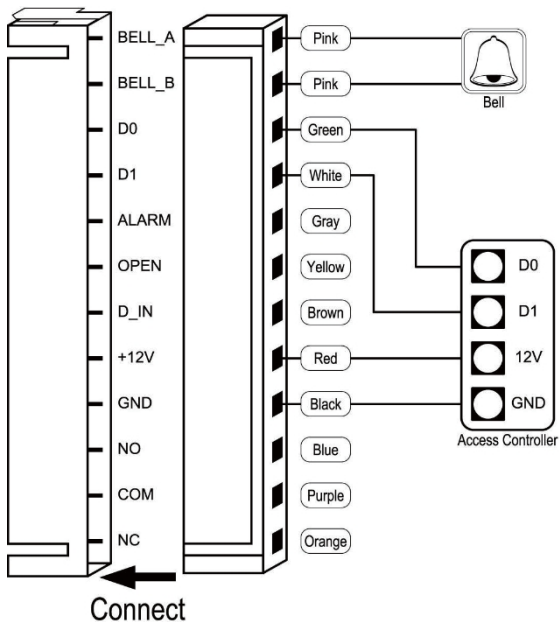 BELL_A
Pink
BELL_B
Pink
Bell
D0
Green
D1
White
ALARM
Gray
OPEN
Yellow
D0
D_IN
Brown
D1
+12V
Red
12V
GND
Black
GND
Access Controller
NO
Blue
COM
Purple
NC
Orange
Connect